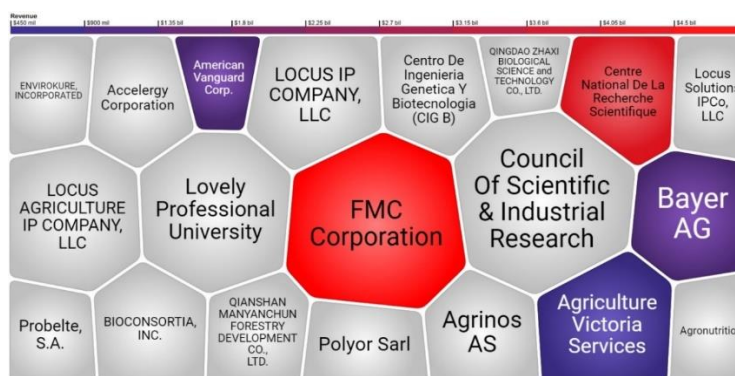 Revenue
$450 mil $900 mil $1.35 bil $1.8 bil $2.25 bil $2.7 bil $3.15 bil $3.6 bil $4.05 bil $4.5 bil
ENVIROKURE,
INCORPORATED
Accelergy
Corporation
American
Vanguard
Corp.
LOCUS IP
COMPANY,
LLC
Centro De
Ingenieria
Genetica Y
Biotecnologia
(CIG B)
QINGDAO ZHAXI
BIOLOGICAL
SCIENCE and
TECHNOLOGY
CO., LTD.
Centre
National De La
Recherche
Scientifique
Locus
Solutions
IPCo,
LLC
LOCUS
AGRICULTURE
IP COMPANY,
LLC
Lovely
Professional
University
FMC
Corporation
Council
Of Scientific
& Industrial
Research
Bayer
AG
Probelte,
S.A.
BIOCONSORTIA,
INC.
QIANSHAN
MANYANCHUN
FORESTRY
DEVELOPMENT
CO.,
LTD.
Polyor Sarl
Agrinos
AS
Agriculture
Victoria
Services
Agronutrition